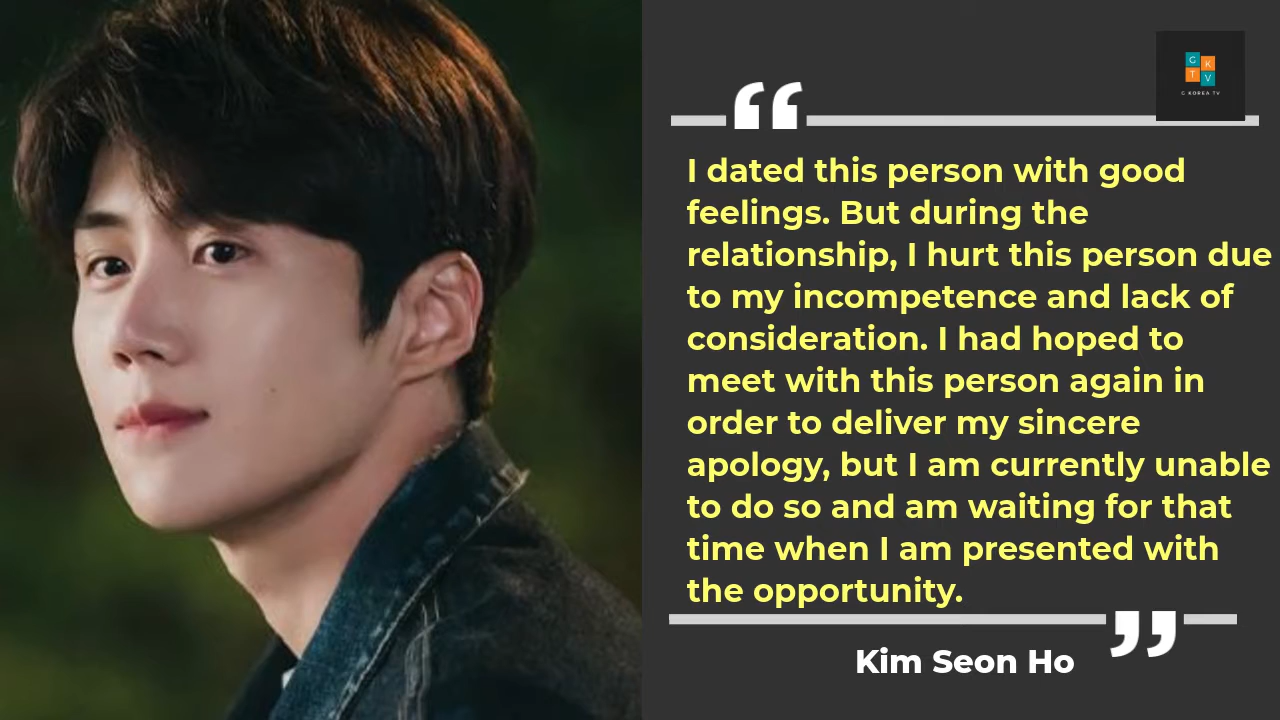 G K
T V
G KOREA TV
“
I dated this person with good
feelings. But during the
relationship, I hurt this person due
to my incompetence and lack of
consideration. I had hoped to
meet with this person again in
order to deliver my sincere
apology, but I am currently unable
to do so and am waiting for that
time when I am presented with
the opportunity.
”
Kim Seon Ho